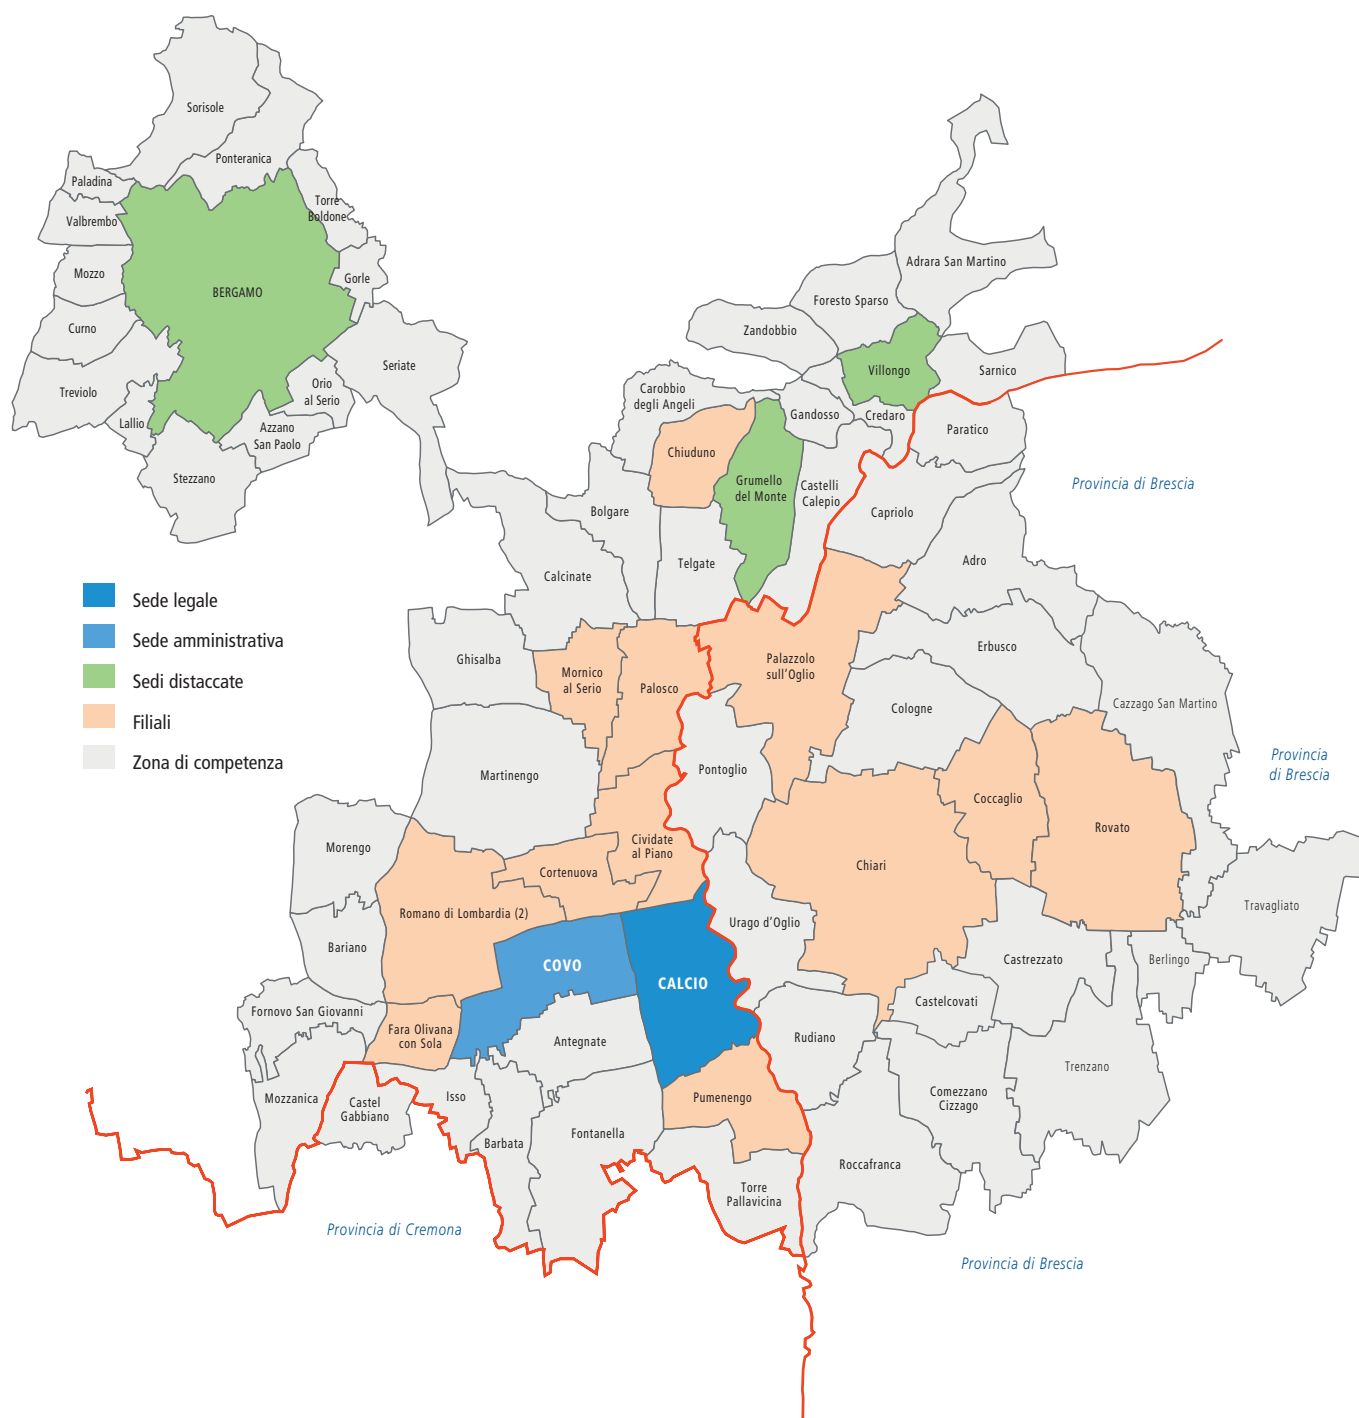 Sorisole
Ponteranica
Paladina
Torre
Boldone
Valbrembo
Mozzo
Gorle
BERGAMO
Curno
Seriate
Treviolo
Orio
al Serio
Lallio
Azzano
San Paolo
Stezzano
Adrara San Martino
Foresto Sparso
Zandobbio
Villongo
Sarnico
Carobbio
degli Angeli
Gandosso
Credaro
Paratico
Chiuduno
Grumello
del Monte
Castelli
Calepio
Provincia di Brescia
Bolgare
Capriolo
Telgate
Adro
Calcinate
Sede legale
Sede amministrativa
Sedi distaccate
Filiali
Zona di competenza
Ghisalba
Mornico
al Serio
Palosco
Palazzolo
sull'Oglio
Erbusco
Cologne
Cazzago San Martino
Provincia
di Brescia
Martinengo
Pontoglio
Coccaglio
Rovato
Morengo
Cividate
al Piano
Cortenuova
Chiari
Romano di Lombardia (2)
Urago d'Oglio
Travagliato
Bariano
COVO
CALCIO
Castrezzato
Berlingo
Fornovo San Giovanni
Castelcovati
Fara Olivana
con Sola
Antegnate
Rudiano
Trenzano
Mozzanica
Castel
Gabbiano
Isso
Pumenengo
Comezzano
Cizzago
Barbata
Fontanella
Roccafranca
Torre
Pallavicina
Provincia di Cremona
Provincia di Brescia